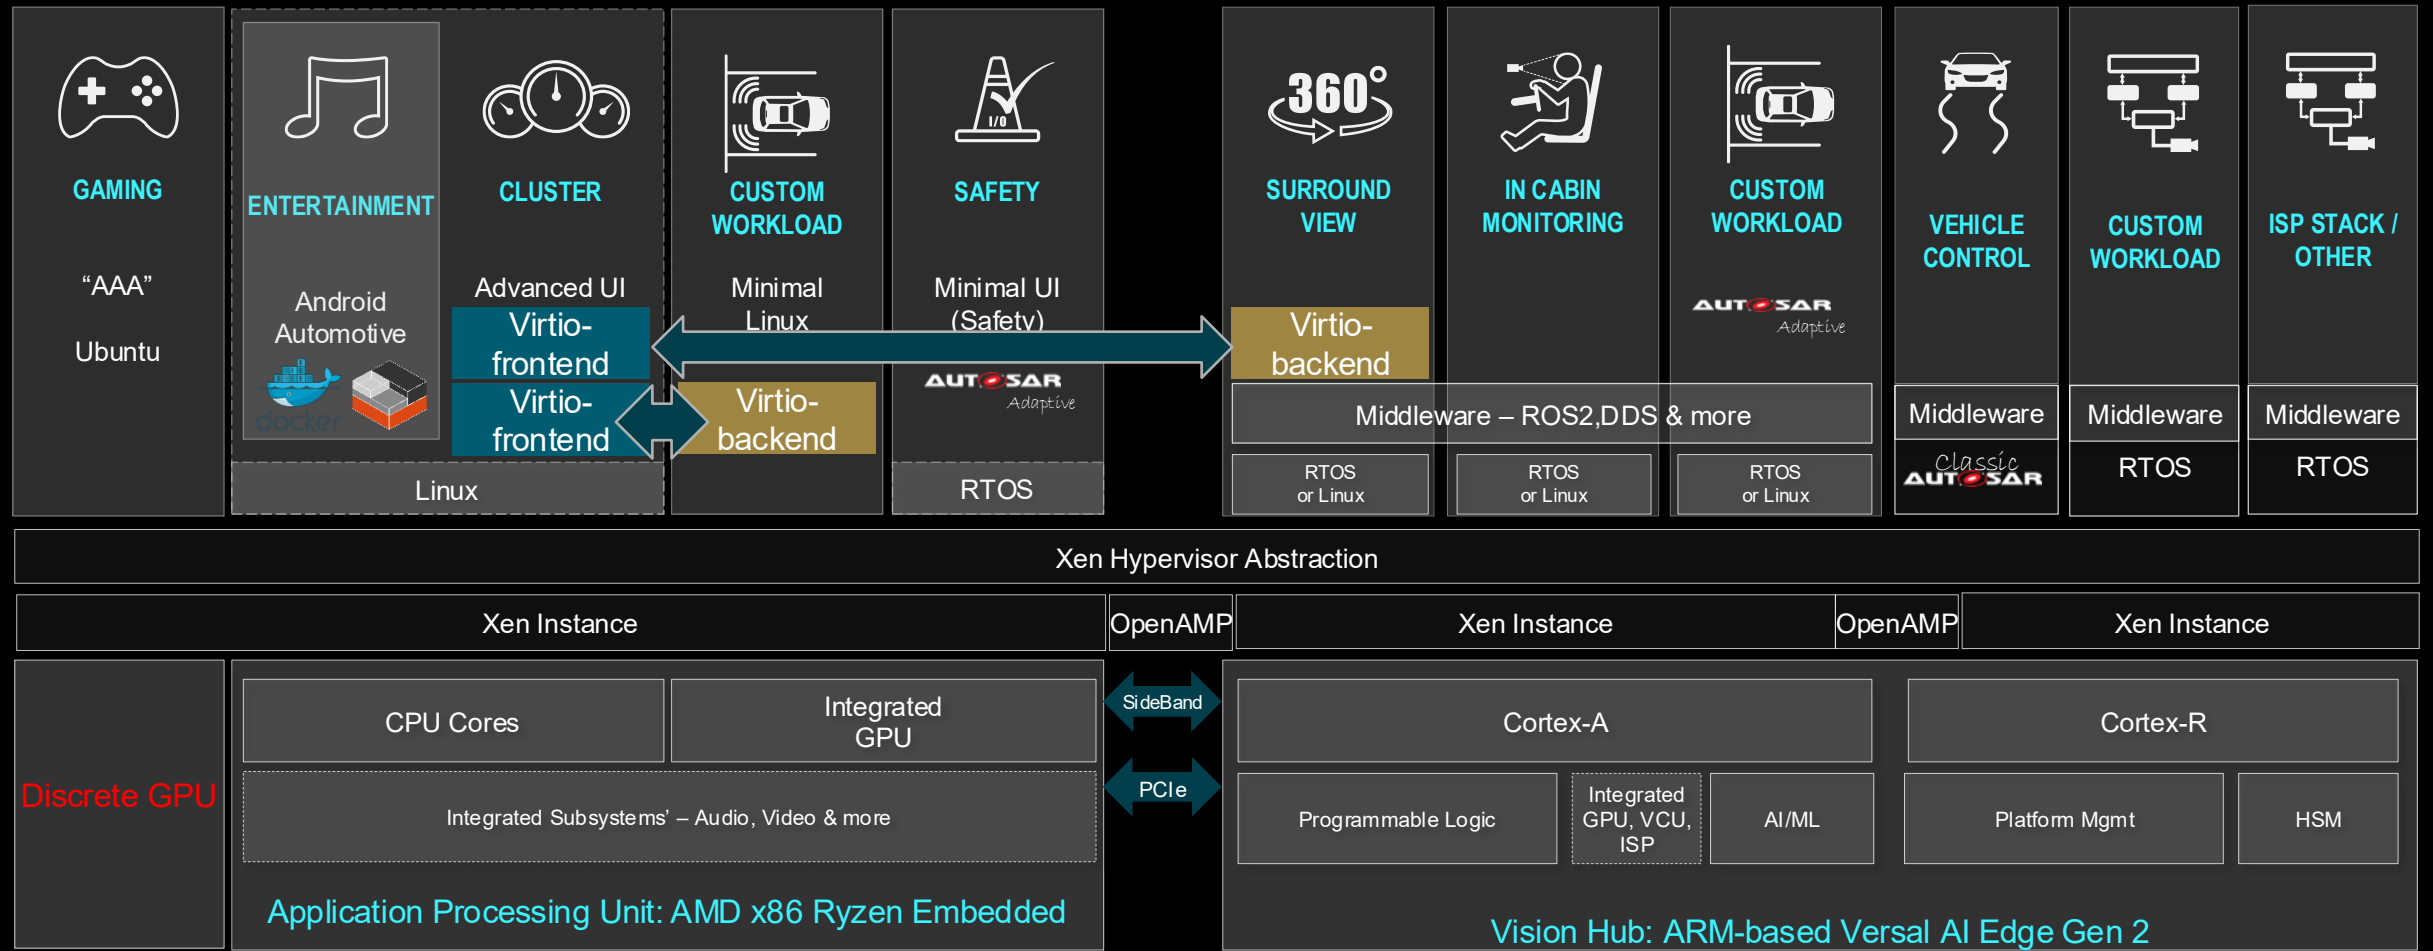 GAMING
“AAA”
Ubuntu
ENTERTAINMENT
Android
Automotive
docker
CLUSTER
Advanced UI
Virtio-
frontend
Virtio-
frontend
Linux
CUSTOM
WORKLOAD
Minimal
Linux
Virtio-
backend
I/O
SAFETY
Minimal UI
(Safety)
AUTOSAR
Adaptive
RTOS
360°
SURROUND
VIEW
Virtio-
backend
IN CABIN
MONITORING
CUSTOM
WORKLOAD
AUTOSAR
Adaptive
Middleware – ROS2,DDS & more
RTOS
or Linux
RTOS
or Linux
RTOS
or Linux
VEHICLE
CONTROL
Middleware
Classic
AUTOSAR
CUSTOM
WORKLOAD
Middleware
RTOS
ISP STACK /
OTHER
Middleware
RTOS
Xen Hypervisor Abstraction
Xen Instance
OpenAMP
Xen Instance
OpenAMP
Xen Instance
Discrete GPU
CPU Cores
Integrated
GPU
Integrated Subsystems’ – Audio, Video & more
Application Processing Unit: AMD x86 Ryzen Embedded
SideBand
PCIe
Cortex-A
Cortex-R
Programmable Logic
Integrated
GPU, VCU,
ISP
AI/ML
Platform Mgmt
HSM
Vision Hub: ARM-based Versal AI Edge Gen 2